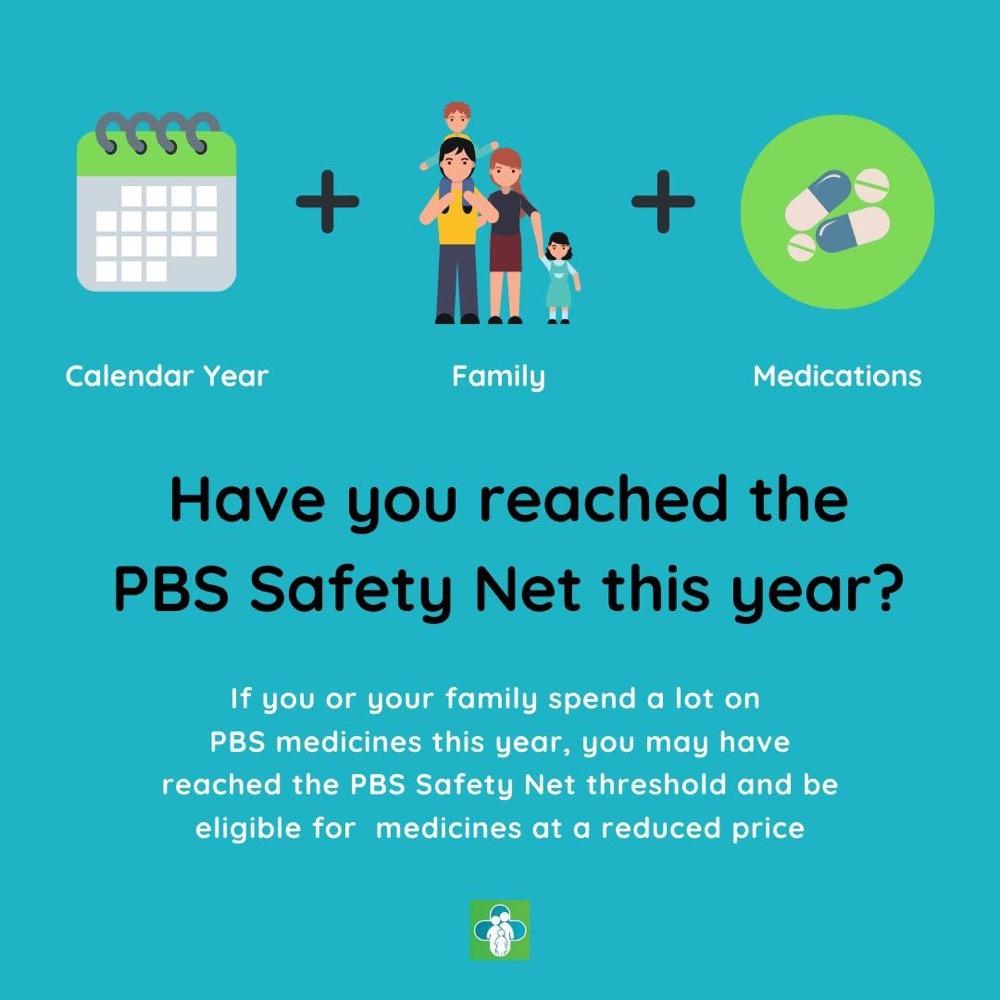 Calendar Year
Family
Medications
Have you reached the
PBS Safety Net this year?
If you or your family spend a lot on
PBS medicines this year, you may have
reached the PBS Safety Net threshold and be
eligible for  medicines at a reduced price